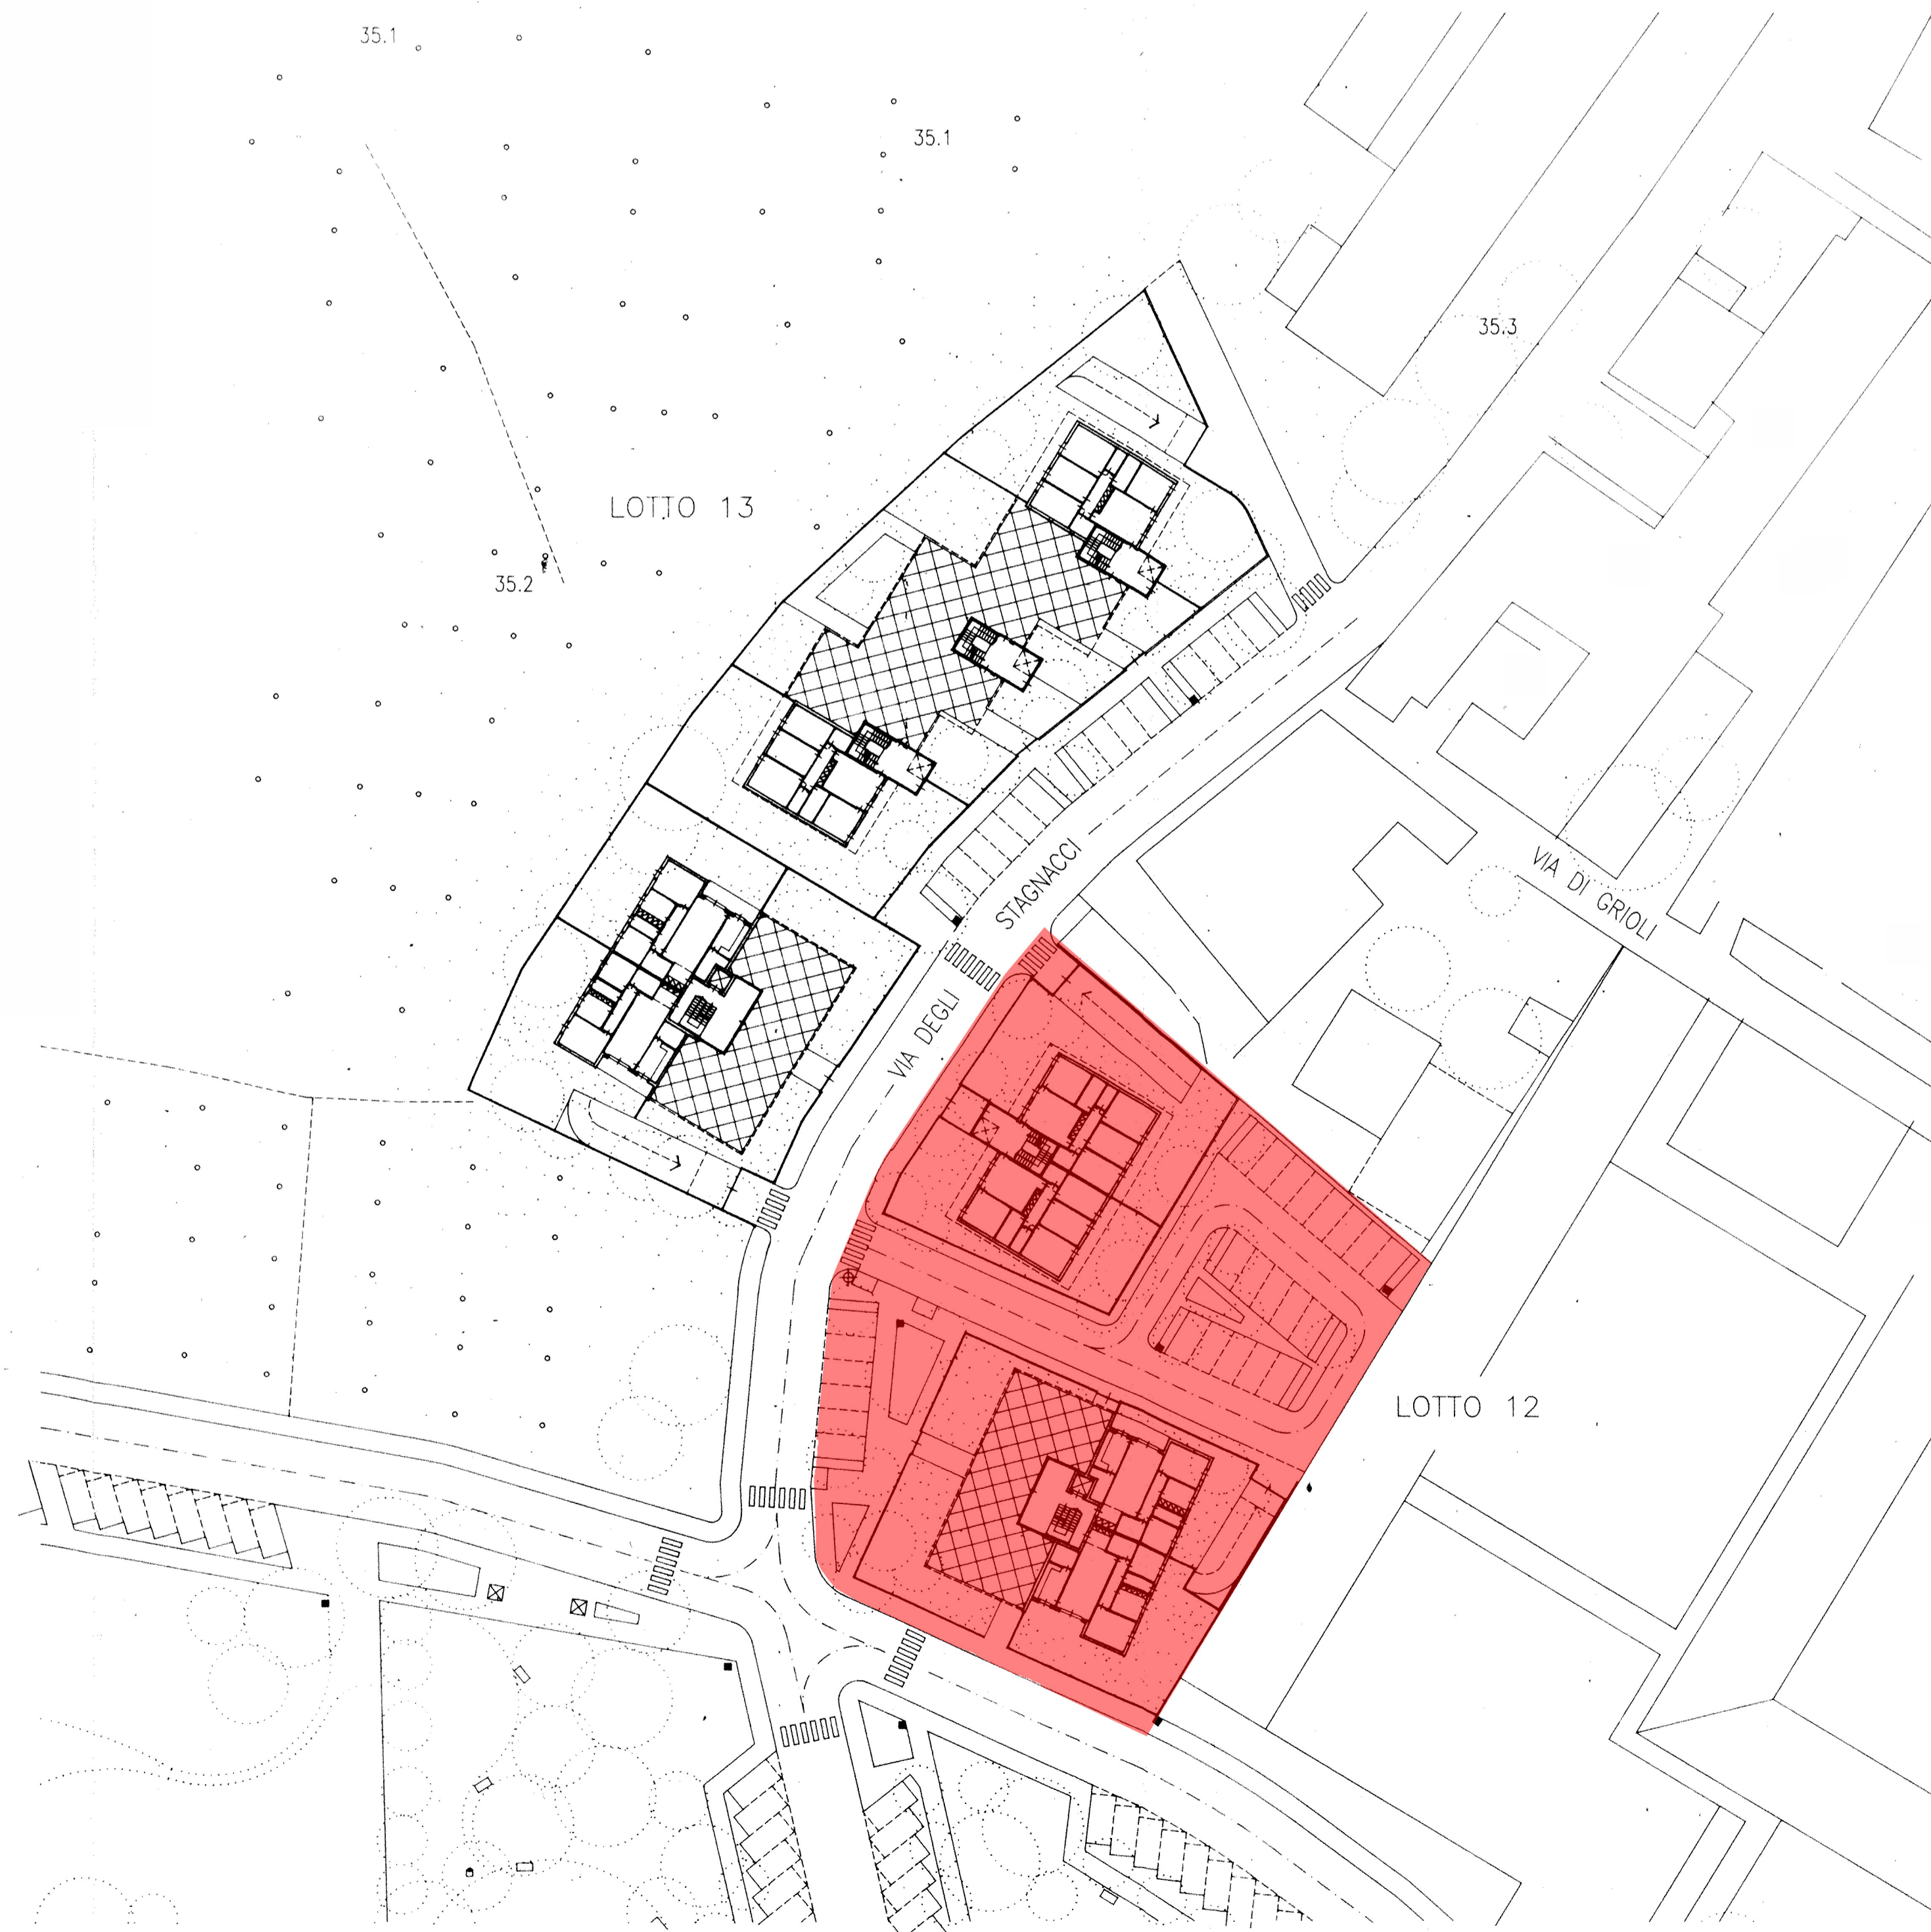 35.1
35.1
35.3
LOTTO 13
35.2
STAGNACCI
VIA DI GRIOLI
VIA DEGLI
LOTTO 12